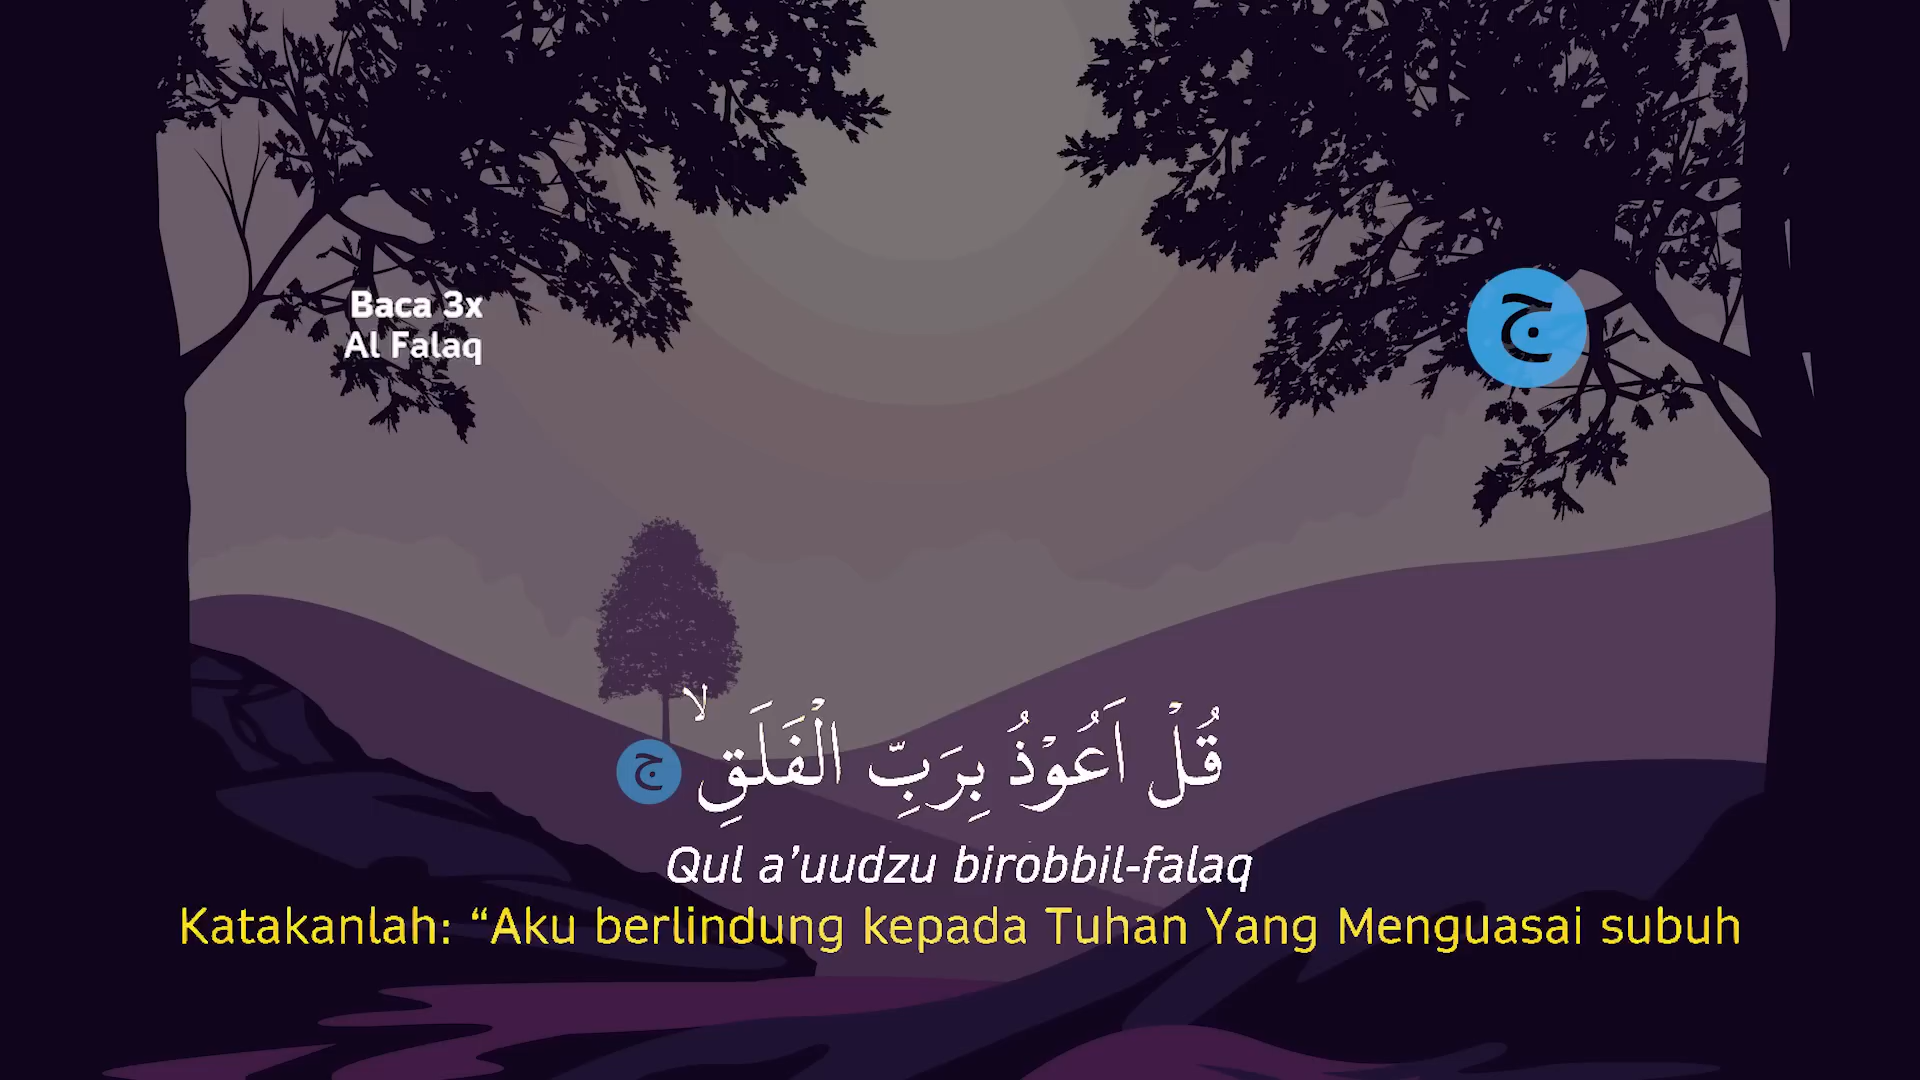 Baca 3x
Al Falaq
ج
قُلْ اَعُوْذُ بِرَبِّ الْفَلَقِۙ ج
Qul a’uudzu birobbil-falaq
Katakanlah: “Aku berlindung kepada Tuhan Yang Menguasai subuh